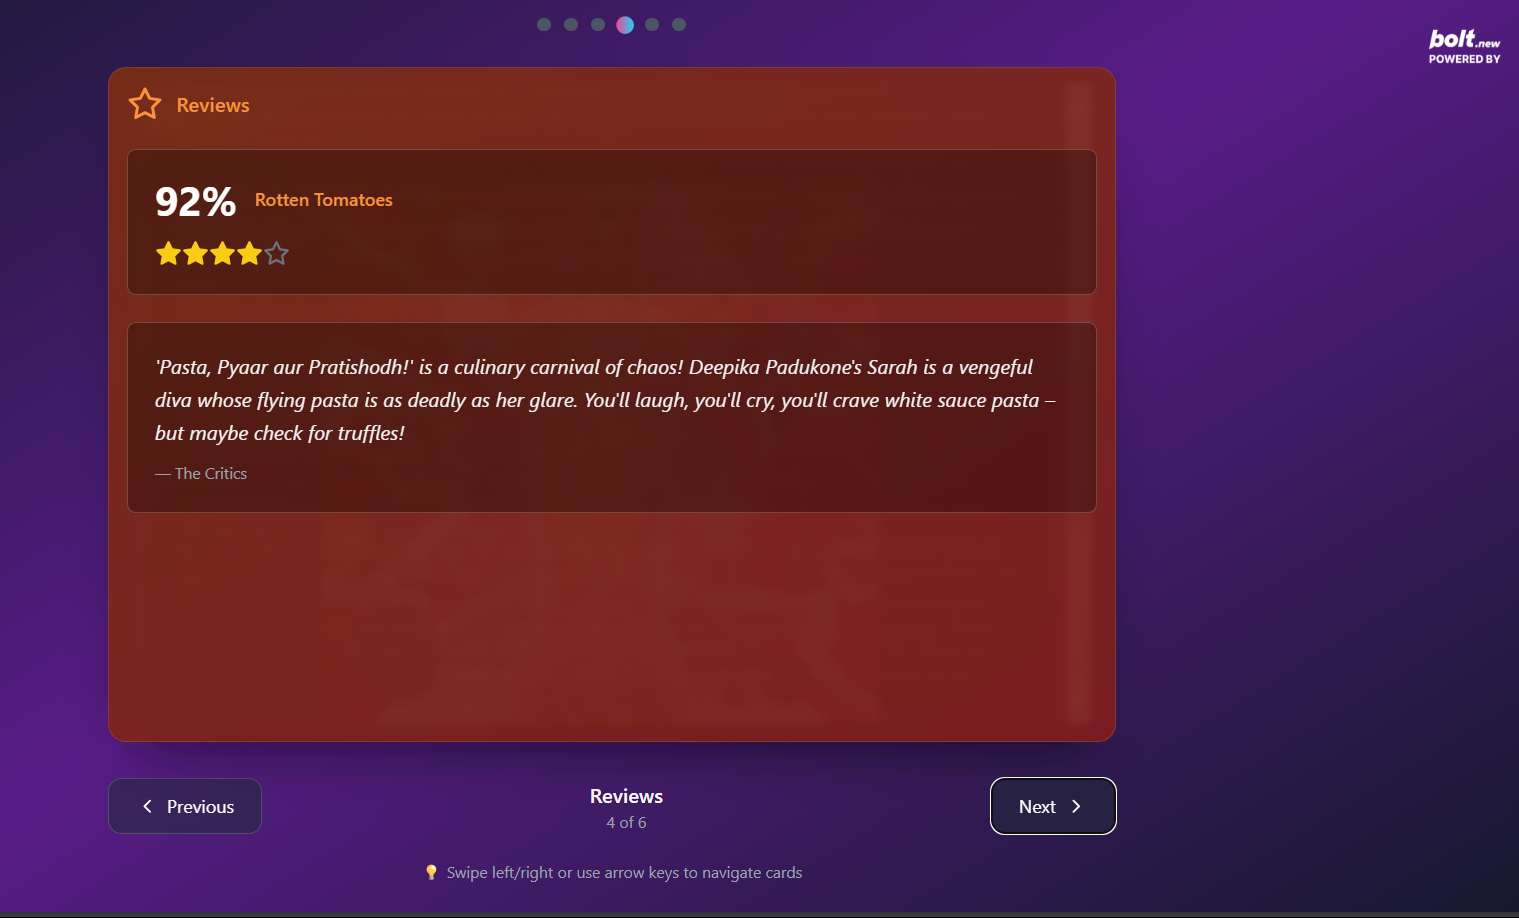 bolt.new
POWERED BY
Reviews
92% Rotten Tomatoes
'Pasta, Pyaar aur Pratishodh!' is a culinary carnival of chaos! Deepika Padukone's Sarah is a vengeful
diva whose flying pasta is as deadly as her glare. You'll laugh, you'll cry, you'll crave white sauce pasta –
but maybe check for truffles!
— The Critics
Previous
Reviews
4 of 6
Next
Swipe left/right or use arrow keys to navigate cards